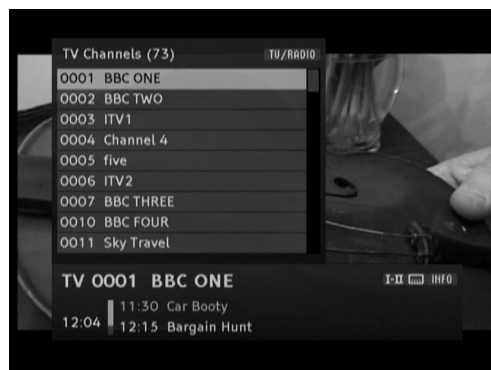 TV Channels (73) TV/RADIO
0001 BBC ONE
0002 BBC TWO
0003 ITV1
0004 Channel 4
0005 five
0006 ITV2
0007 BBC THREE
0010 BBC FOUR
0011 Sky Travel
TV 0001 BBC ONE I-II INFO
11:30 Car Booty
12:04 12:15 Bargain Hunt